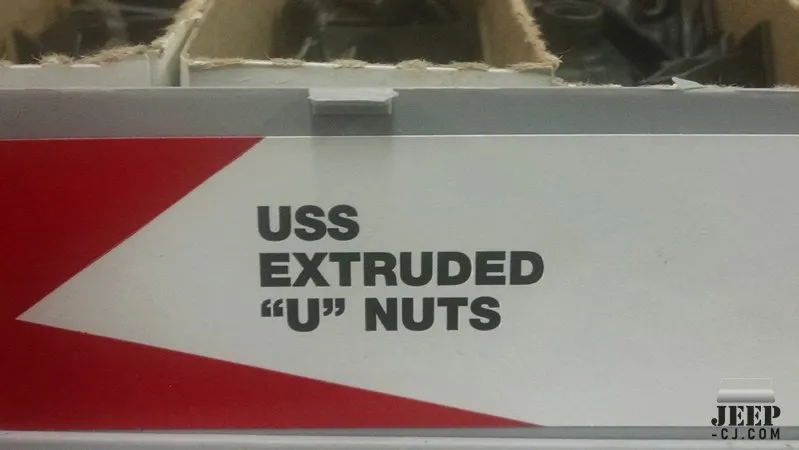 USS
EXTRUDED
“U” NUTS
JEEP
-CJ.COM